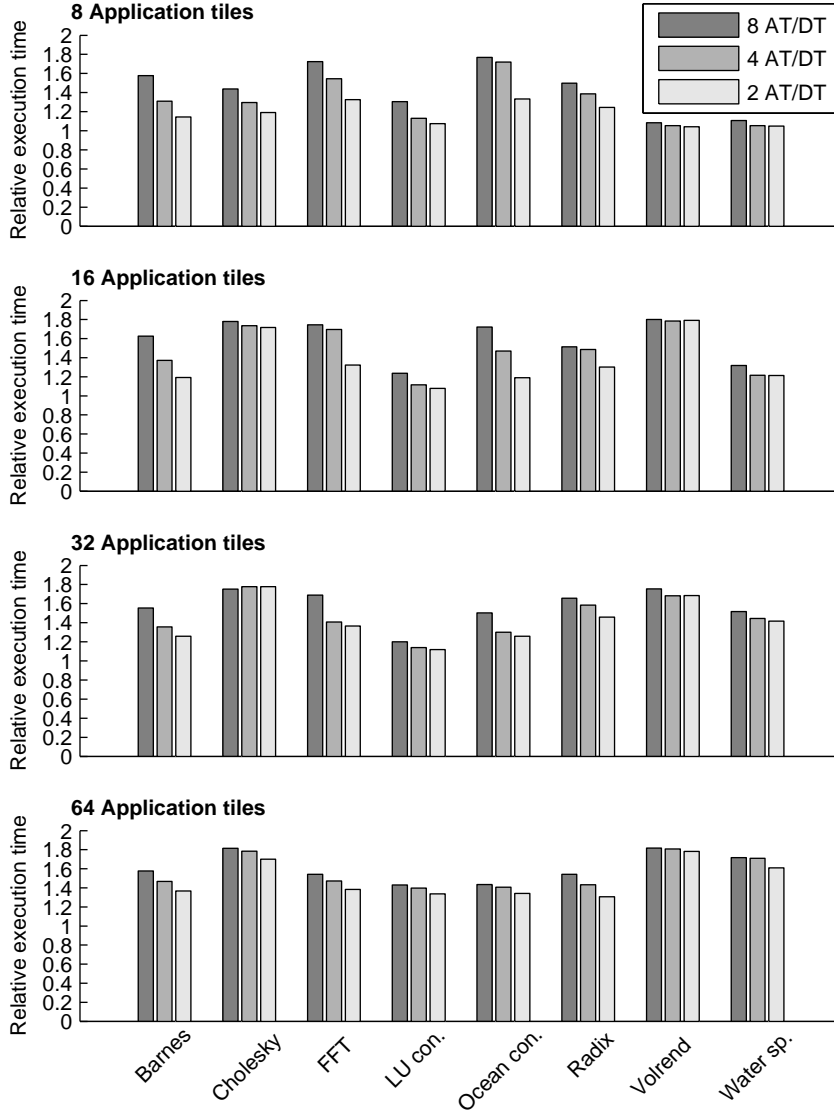 8 Application tiles
Relative execution time
2
1.8
1.6
1.4
1.2
1
0.8
0.6
0.4
0.2
0
8 AT/DT
4 AT/DT
2 AT/DT
16 Application tiles
Relative execution time
2
1.8
1.6
1.4
1.2
1
0.8
0.6
0.4
0.2
0
32 Application tiles
Relative execution time
2
1.8
1.6
1.4
1.2
1
0.8
0.6
0.4
0.2
0
64 Application tiles
Relative execution time
2
1.8
1.6
1.4
1.2
1
0.8
0.6
0.4
0.2
0
Barnes
Cholesky
FFT
LU con.
Ocean con.
Radix
Volrend
Water sp.